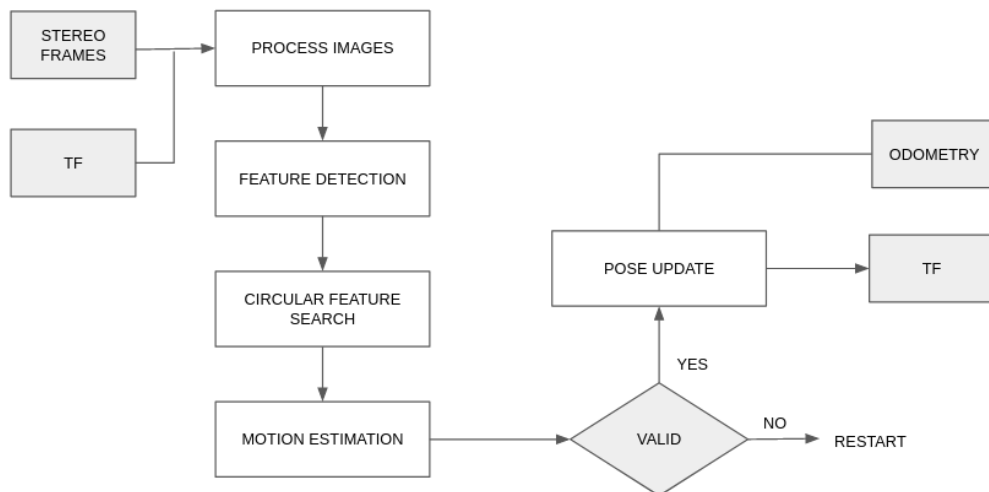 STEREO
FRAMES
PROCESS IMAGES
TF
FEATURE DETECTION
ODOMETRY
CIRCULAR FEATURE
SEARCH
POSE UPDATE
TF
YES
MOTION ESTIMATION
VALID
NO
RESTART